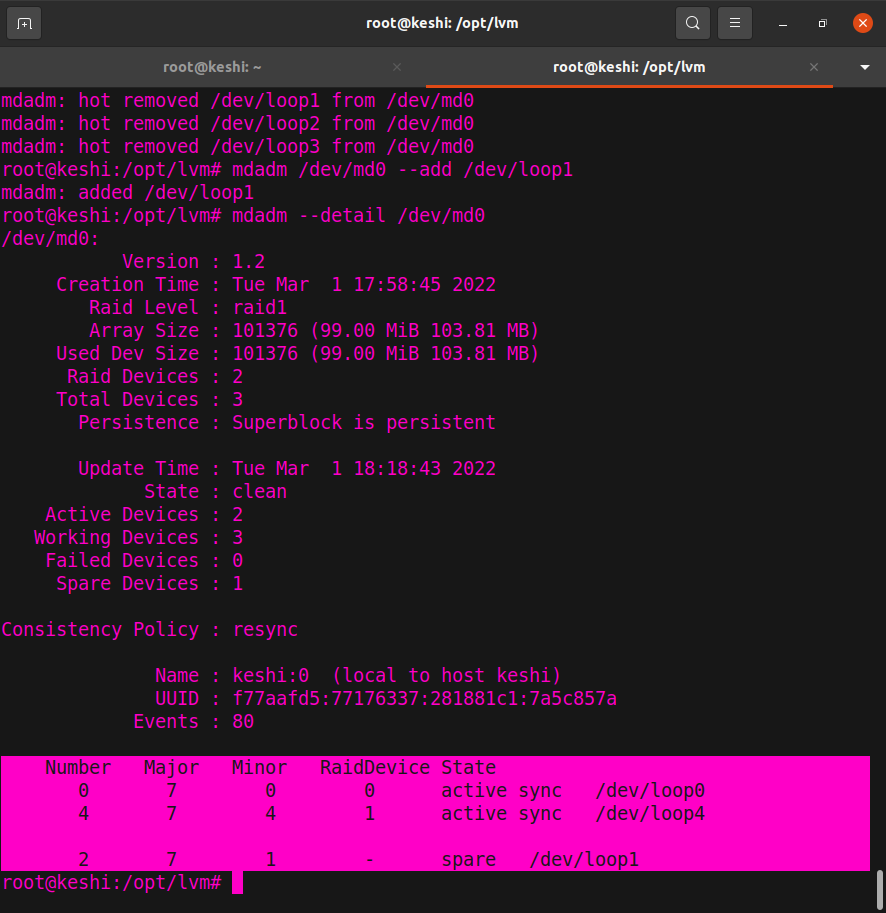 root@keshi: /opt/lvm
root@keshi: ~
root@keshi: /opt/lvm
mdadm: hot removed /dev/loop1 from /dev/md0
mdadm: hot removed /dev/loop2 from /dev/md0
mdadm: hot removed /dev/loop3 from /dev/md0
root@keshi:/opt/lvm# mdadm /dev/md0 --add /dev/loop1
mdadm: added /dev/loop1
root@keshi:/opt/lvm# mdadm --detail /dev/md0
/dev/md0:
Version : 1.2
Creation Time : Tue Mar  1 17:58:45 2022
Raid Level : raid1
Array Size : 101376 (99.00 MiB 103.81 MB)
Used Dev Size : 101376 (99.00 MiB 103.81 MB)
Raid Devices : 2
Total Devices : 3
Persistence : Superblock is persistent
Update Time : Tue Mar  1 18:18:43 2022
State : clean
Active Devices : 2
Working Devices : 3
Failed Devices : 0
Spare Devices : 1
Consistency Policy : resync
Name : keshi:0  (local to host keshi)
UUID : f77aafd5:77176337:281881c1:7a5c857a
Events : 80
Number   Major   Minor   RaidDevice State
0       7        0        0      active sync   /dev/loop0
4       7        4        1      active sync   /dev/loop4
2       7        1        -      spare   /dev/loop1
root@keshi:/opt/lvm#